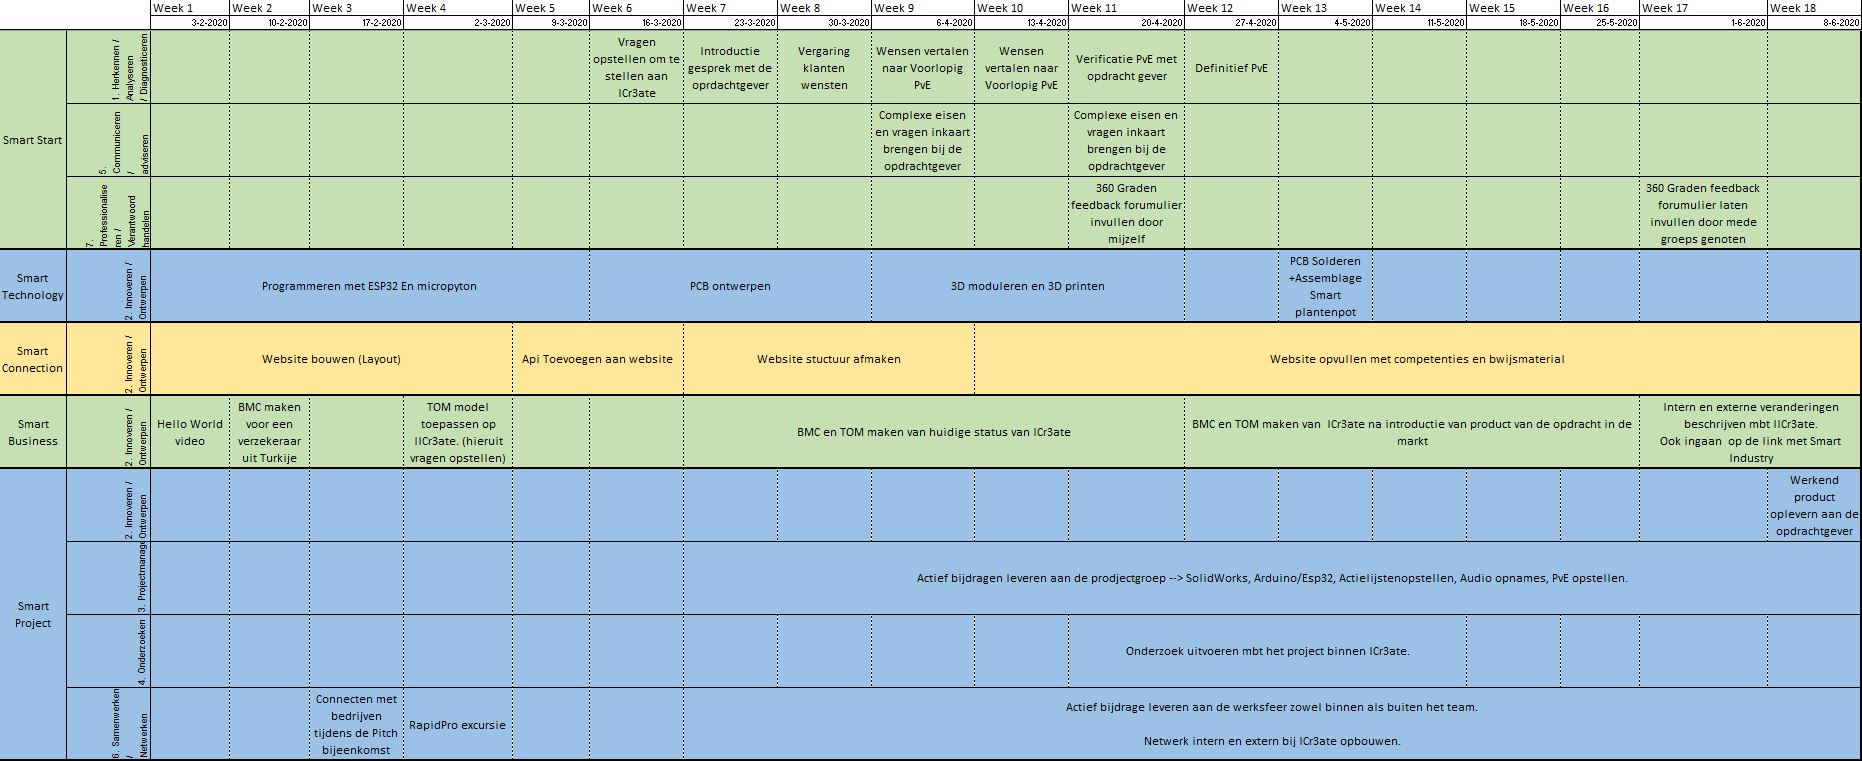 Week 1
Week 2
Week 3
Week 4
Week 5
Week 6
Week 7
Week 8
Week 9
Week 10
Week 11
Week 12
Week 13
Week 14
Week 15
Week 16
Week 17
Week 18
3-2-2020
10-2-2020
17-2-2020
2-3-2020
9-3-2020
16-3-2020
23-3-2020
30-3-2020
6-4-2020
13-4-2020
20-4-2020
27-4-2020
4-5-2020
11-5-2020
18-5-2020
25-5-2020
1-6-2020
8-6-2020
Smart Start
1. Herkennen /
Analyseren
/ Diagnosticeren
Vragen
opstellen om te
stellen aan
ICr3ate
Introductie
gesprek met de
oprdachtgever
Vergaring
klanten
wensten
Wensen vertalen
naar Voorlopig
PvE
Wensen
vertalen naar
Voorlopig PvE
Verificatie PvE met
opdracht gever
Definitief PvE
5.
Communiceren
/
adviseren
Complexe eisen
en vragen inkaart
brengen bij de
opdrachtgever
Complexe eisen en
vragen inkaart
brengen bij de
opdrachtgever
7.
Professionalise
ren /
Verantwoord
handelen
360 Graden
feedback forumulier
invullen door
mijzelf
360 Graden feedback
forumulier laten
invullen door mede
groeps genoten
Smart
Technology
2. Innoveren /
Ontwerpen
Programmeren met ESP32 En micropyton
PCB ontwerpen
3D moduleren en 3D printen
PCB Solderen
+Assemblage
Smart
plantenpot
Smart
Connection
2. Innoveren /
Ontwerpen
Website bouwen (Layout)
Api Toevoegen aan website
Website stuctuur afmaken
Website opvullen met competenties en bwijsmaterial
Smart
Business
2. Innoveren /
Ontwerpen
Hello World
video
BMC maken
voor een
verzekeraar
uit Turkije
TOM model
toepassen op
IICr3ate. (hieruit
vragen opstellen)
BMC en TOM maken van huidige status van ICr3ate
BMC en TOM maken van  ICr3ate na introductie van product van de opdracht in de
markt
Intern en externe veranderingen
beschrijven mbt IICr3ate.
Ook ingaan  op de link met Smart
Industry
Smart
Project
2. Innoveren /
Ontwerpen
Werkend
product
oplevern aan de
opdrachtgever
3. Projectmanage
Actief bijdragen leveren aan de prodjectgroep --> SolidWorks, Arduino/Esp32, Actielijstenopstellen, Audio opnames, PvE opstellen.
4. Onderzoeken
Onderzoek uitvoeren mbt het project binnen ICr3ate.
6. Samenwerken
/
Netwerken
Connecten met
bedrijven
tijdens de Pitch
bijeenkomst
RapidPro excursie
Actief bijdrage leveren aan de werksfeer zowel binnen als buiten het team.
Netwerk intern en extern bij ICr3ate opbouwen.